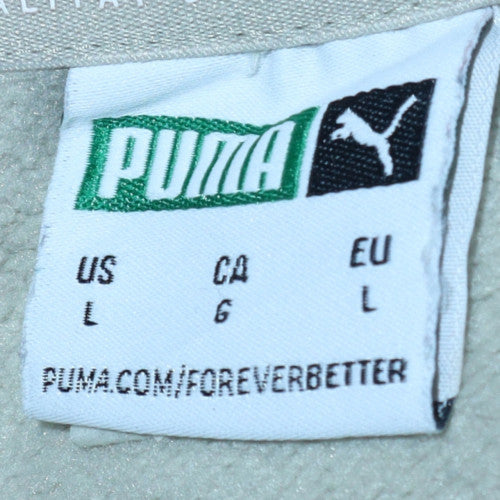 PUMA
US CA EU
L G L
PUMA.COM/FOREVERBETTER